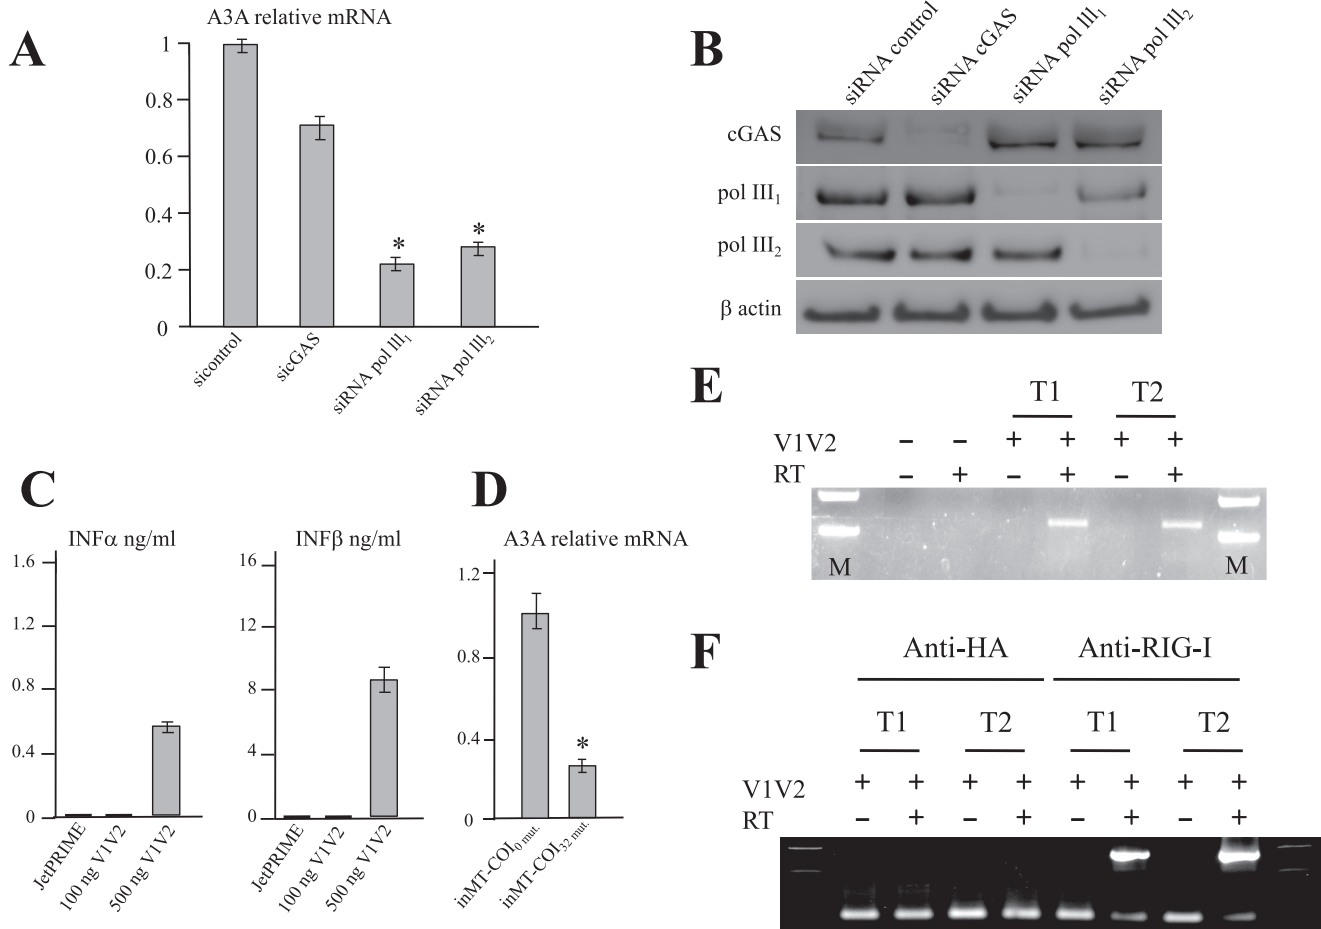 A
A3A relative mRNA
1
0.8
0.6
0.4
0.2
0
sicontrol
sicGAS
siRNA pol III1
siRNA pol III2
*
*
B
siRNA control
siRNA cGAS
siRNA pol III1
siRNA pol III2
cGAS
pol III1
pol III2
β actin
C
INFα ng/ml
1.6
1.2
0.8
0.4
0
JetPRIME
100 ng V1V2
500 ng V1V2
INFβ ng/ml
16
12
8
4
0
JetPRIME
100 ng V1V2
500 ng V1V2
D
A3A relative mRNA
1.2
0.8
0.4
0
*
inMT-COI0 mut.
inMT-COI32 mut.
E
T1 T2
V1V2 – – + + + +
RT – + – + – +
M M
F
Anti-HA Anti-RIG-I
T1 T2 T1 T2
V1V2 + + + + + + + +
RT – + – + – + – +